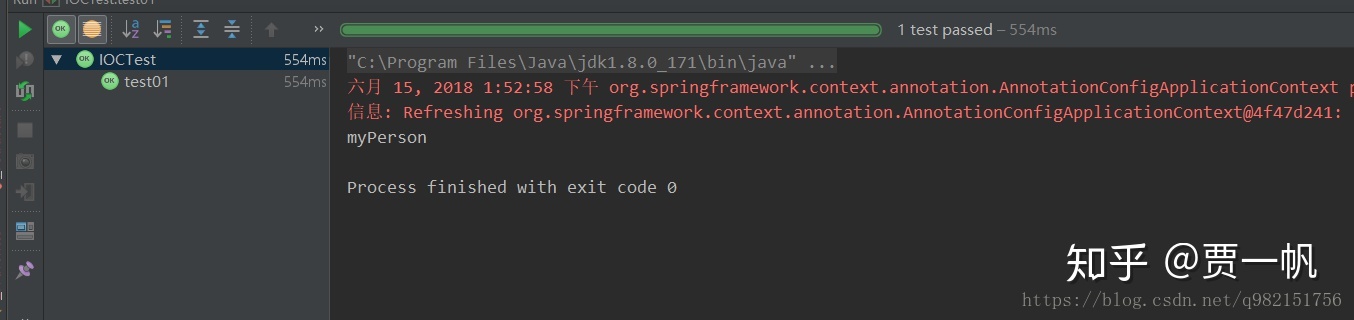 Run IOCTest.test01
1 test passed – 554ms
IOCTest 554ms
test01 554ms
"C:\Program Files\Java\jdk1.8.0_171\bin\java" ...
六月 15, 2018 1:52:58 下午 org.springframework.context.annotation.AnnotationConfigApplicationContext p
信息: Refreshing org.springframework.context.annotation.AnnotationConfigApplicationContext@4f47d241:
myPerson
Process finished with exit code 0
知乎 @贾一帆
https://blog.csdn.net/q982151756